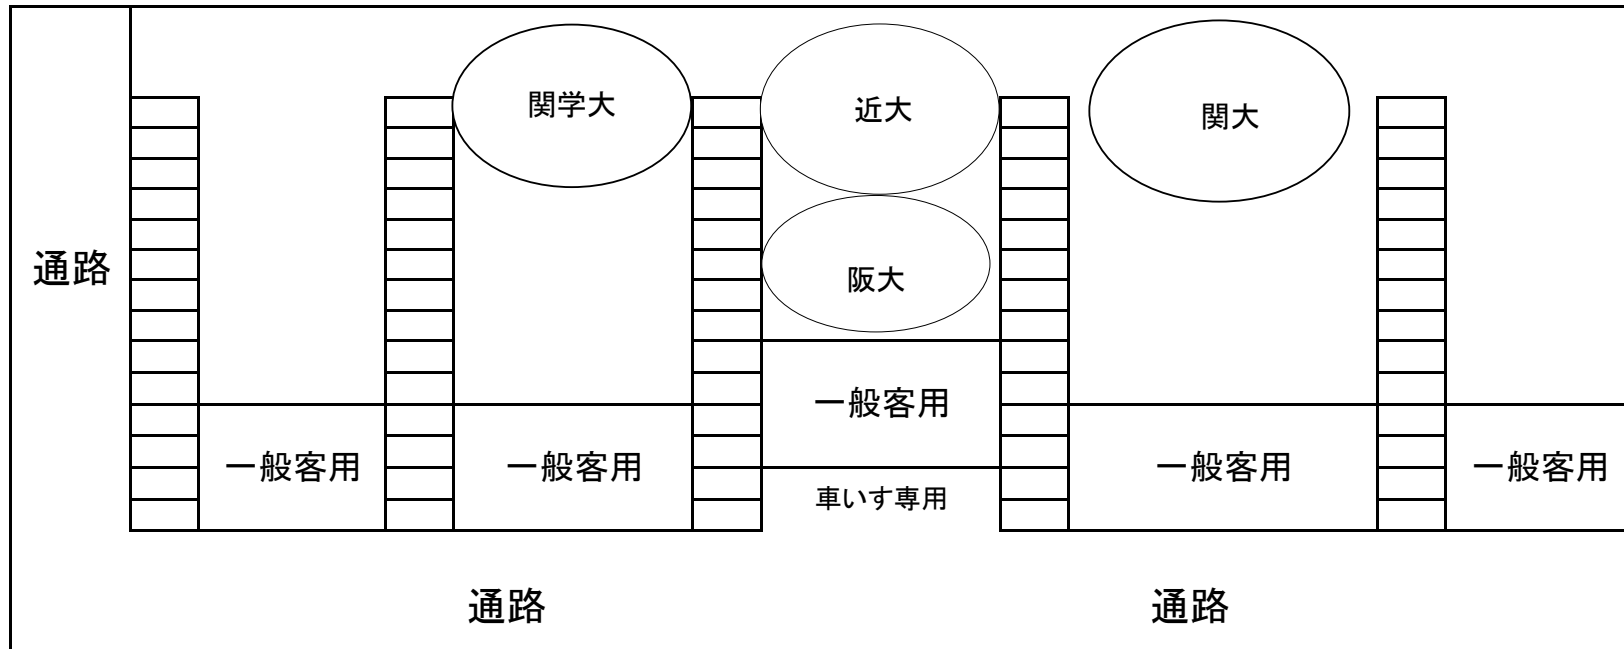 関学大
近大
関大
通路
阪大
一般客用
一般客用
一般客用
一般客用
一般客用
車いす専用
通路
通路